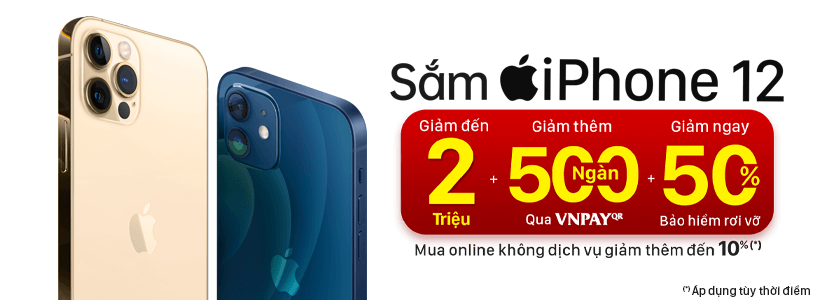 Sắm iPhone 12
Giảm đến
2
Triệu
+
Giảm thêm
500
Ngàn
Qua VNPAYQR
+
Giảm ngay
50%
Bảo hiểm rơi vỡ
Mua online không dịch vụ giảm thêm đến 10%(*)
(*) Áp dụng tùy thời điểm